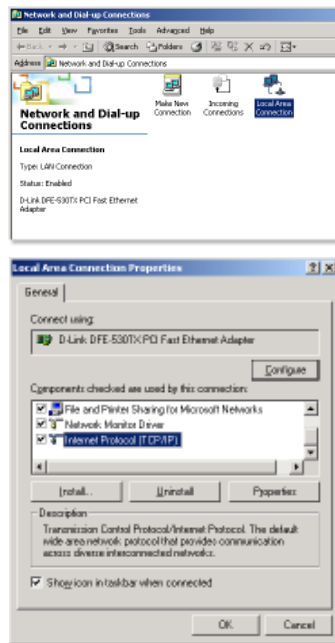 Network and Dial-up Connections
File Edit View Favorites Tools Advanced Help
Back Search Folders
Address Network and Dial-up Connections
Network and Dial-up
Connections
Make New
Connection
Incoming
Connections
Local Area
Connection
Local Area Connection
Type: LAN Connection
Status: Enabled
D-Link DFE-530TX PCI Fast Ethernet
Adapter
Local Area Connection Properties
General
Connect using:
D-Link DFE-530TX PCI Fast Ethernet Adapter
Configure
Components checked are used by this connection:
File and Printer Sharing for Microsoft Networks
Network Monitor Driver
Internet Protocol (TCP/IP)
Install...
Uninstall
Properties
Description
Transmission Control Protocol/Internet Protocol. The default
wide area network protocol that provides communication
across diverse interconnected networks.
Show icon in taskbar when connected
OK
Cancel